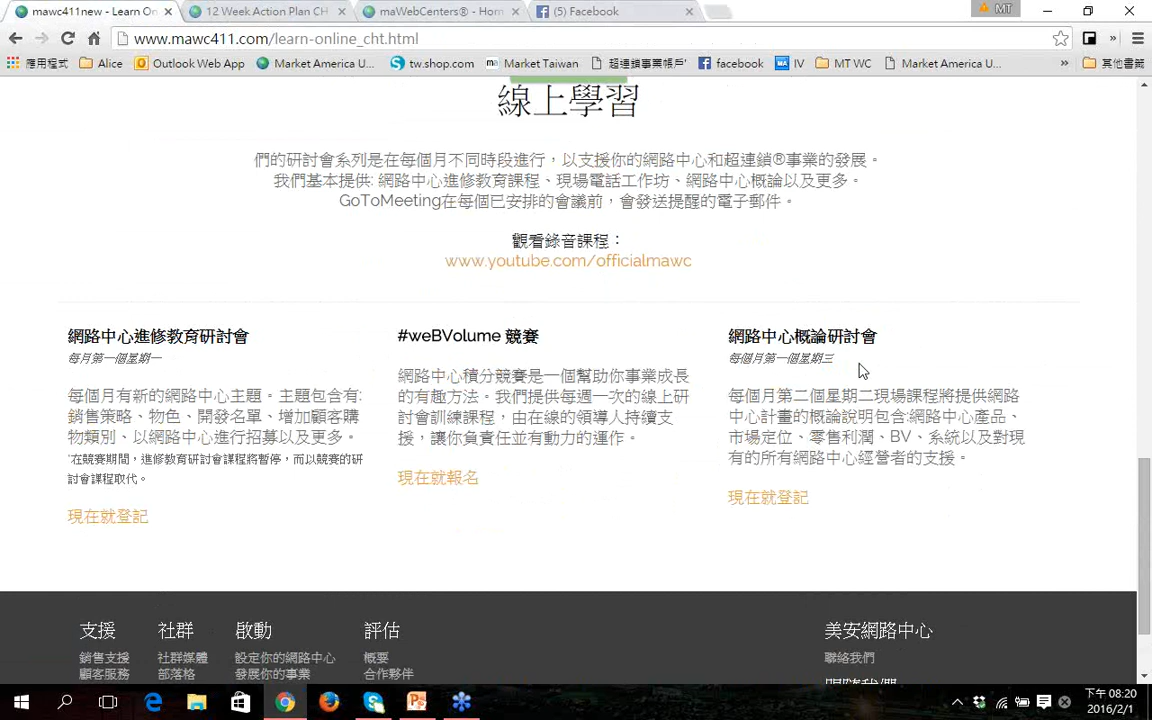 mawc411new - Learn On
12 Week Action Plan CH
maWebCenters® - Hom
(5) Facebook
MT
www.mawc411.com/learn-online_cht.html
應用程式
Alice
Outlook Web App
Market America U...
tw.shop.com
Market Taiwan
超連鎖事業帳戶'
facebook
IV
MT WC
Market America U...
»
其他書籤
線上學習
們的研討會系列是在每個月不同時段進行，以支援你的網路中心和超連鎖®事業的發展。
我們基本提供: 網路中心進修教育課程、現場電話工作坊、網路中心概論以及更多。
GoToMeeting在每個已安排的會議前，會發送提醒的電子郵件。
觀看錄音課程：
www.youtube.com/officialmawc
網路中心進修教育研討會
每月第一個星期一
每個月有新的網路中心主題。主題包含有:
銷售策略、物色、開發名單、增加顧客購
物類別、以網路中心進行招募以及更多。
*在競賽期間，進修教育研討會課程將暫停，而以競賽的研
討會課程取代。
現在就登記
#weBVolume 競賽
網路中心積分競賽是一個幫助你事業成長
的有趣方法。我們提供每週一次的線上研
討會訓練課程，由在線的領導人持續支
援，讓你負責任並有動力的運作。
現在就報名
網路中心概論研討會
每個月第一個星期三
每個月第二個星期二現場課程將提供網路
中心計畫的概論說明包含:網路中心產品、
市場定位、零售利潤、BV、系統以及對現
有的所有網路中心經營者的支援。
現在就登記
支援
銷售支援
顧客服務
社群
社群媒體
部落格
啟動
設定你的網路中心
發展你的事業
評估
概要
合作夥伴
美安網路中心
聯絡我們
下午 08:20
2016/2/1